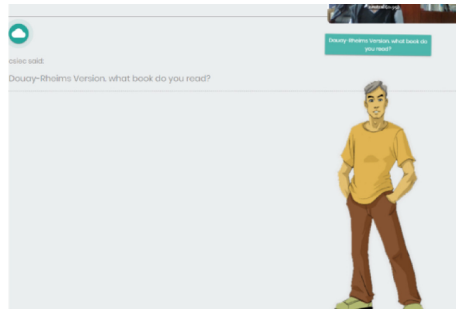 Douay-Rheims Version. what book do
you read?
csiec said:
Douay-Rheims Version. what book do you read?